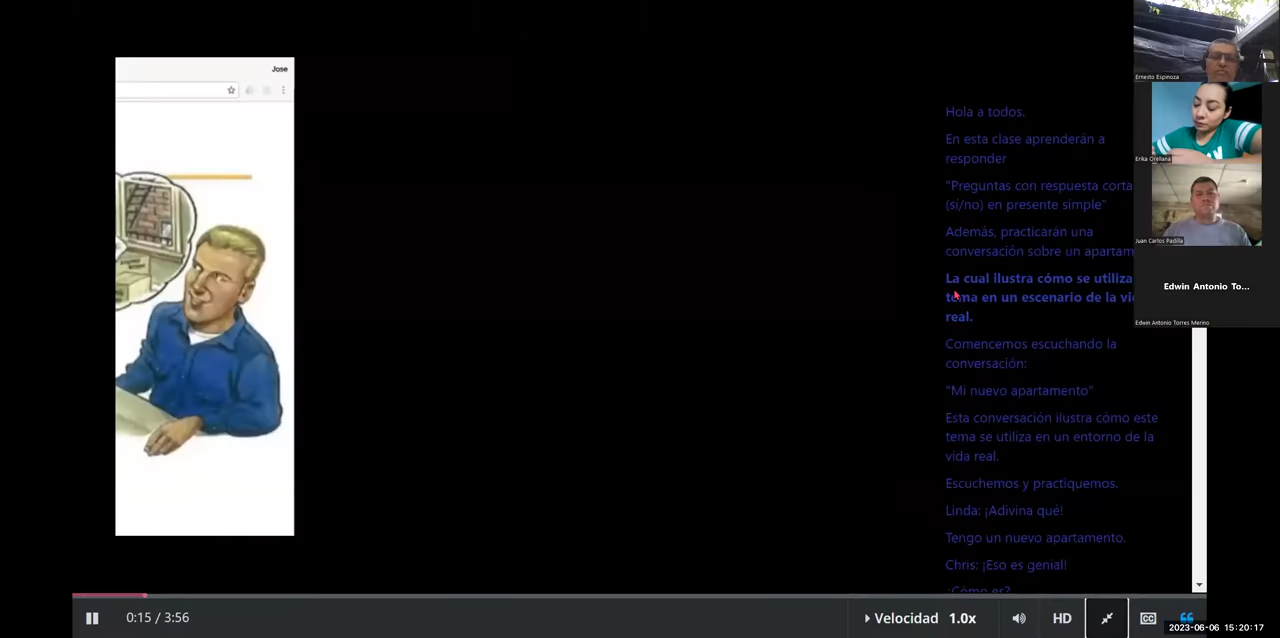 Jose
Hola a todos.
En esta clase aprenderán a
responder
"Preguntas con respuesta corta
(sí/no) en presente simple"
Además, practicarán una
conversación sobre un apartam
La cual ilustra cómo se utiliza
tema en un escenario de la vi
real.
Comencemos escuchando la
conversación:
"Mi nuevo apartamento"
Esta conversación ilustra cómo este
tema se utiliza en un entorno de la
vida real.
Escuchemos y practiquemos.
Linda: ¡Adivina qué!
Tengo un nuevo apartamento.
Chris: ¡Eso es genial!
¿Cómo es?
Ernesto Espinoza
Erika Orellana
Juan Carlos Padilla
Edwin Antonio To...
Edwin Antonio Torres Merino
0:15 / 3:56
Velocidad 1.0x
HD
CC
2023-06-06 15:20:17